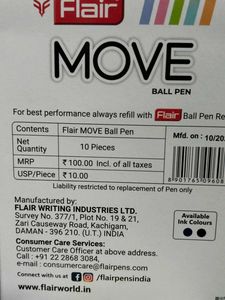 Flair
MOVE
BALL PEN
For best performance always refill with Flair Ball Pen Re
Contents Flair MOVE Ball Pen
Net Quantity 10 Pieces
MRP ₹ 100.00 Incl. of all taxes
USP/Piece ₹ 10.00
Mfd. on : 10/20
8 901765 09608
Liability restricted to replacement of Pen only
Manufactured by:
FLAIR WRITING INDUSTRIES LTD.
Survey No. 377/1, Plot No. 19 & 21,
Zari Causeway Road, Kachigam,
DAMAN - 396 210. (U.T.) INDIA
Available
Ink Colours
Consumer Care Services:
Customer Care Officer at above address
Call : +91 22 2868 3084,
e-mail : consumercare@flairpens.com
Connect with us @ /flairpensindia
www.flairworld.in